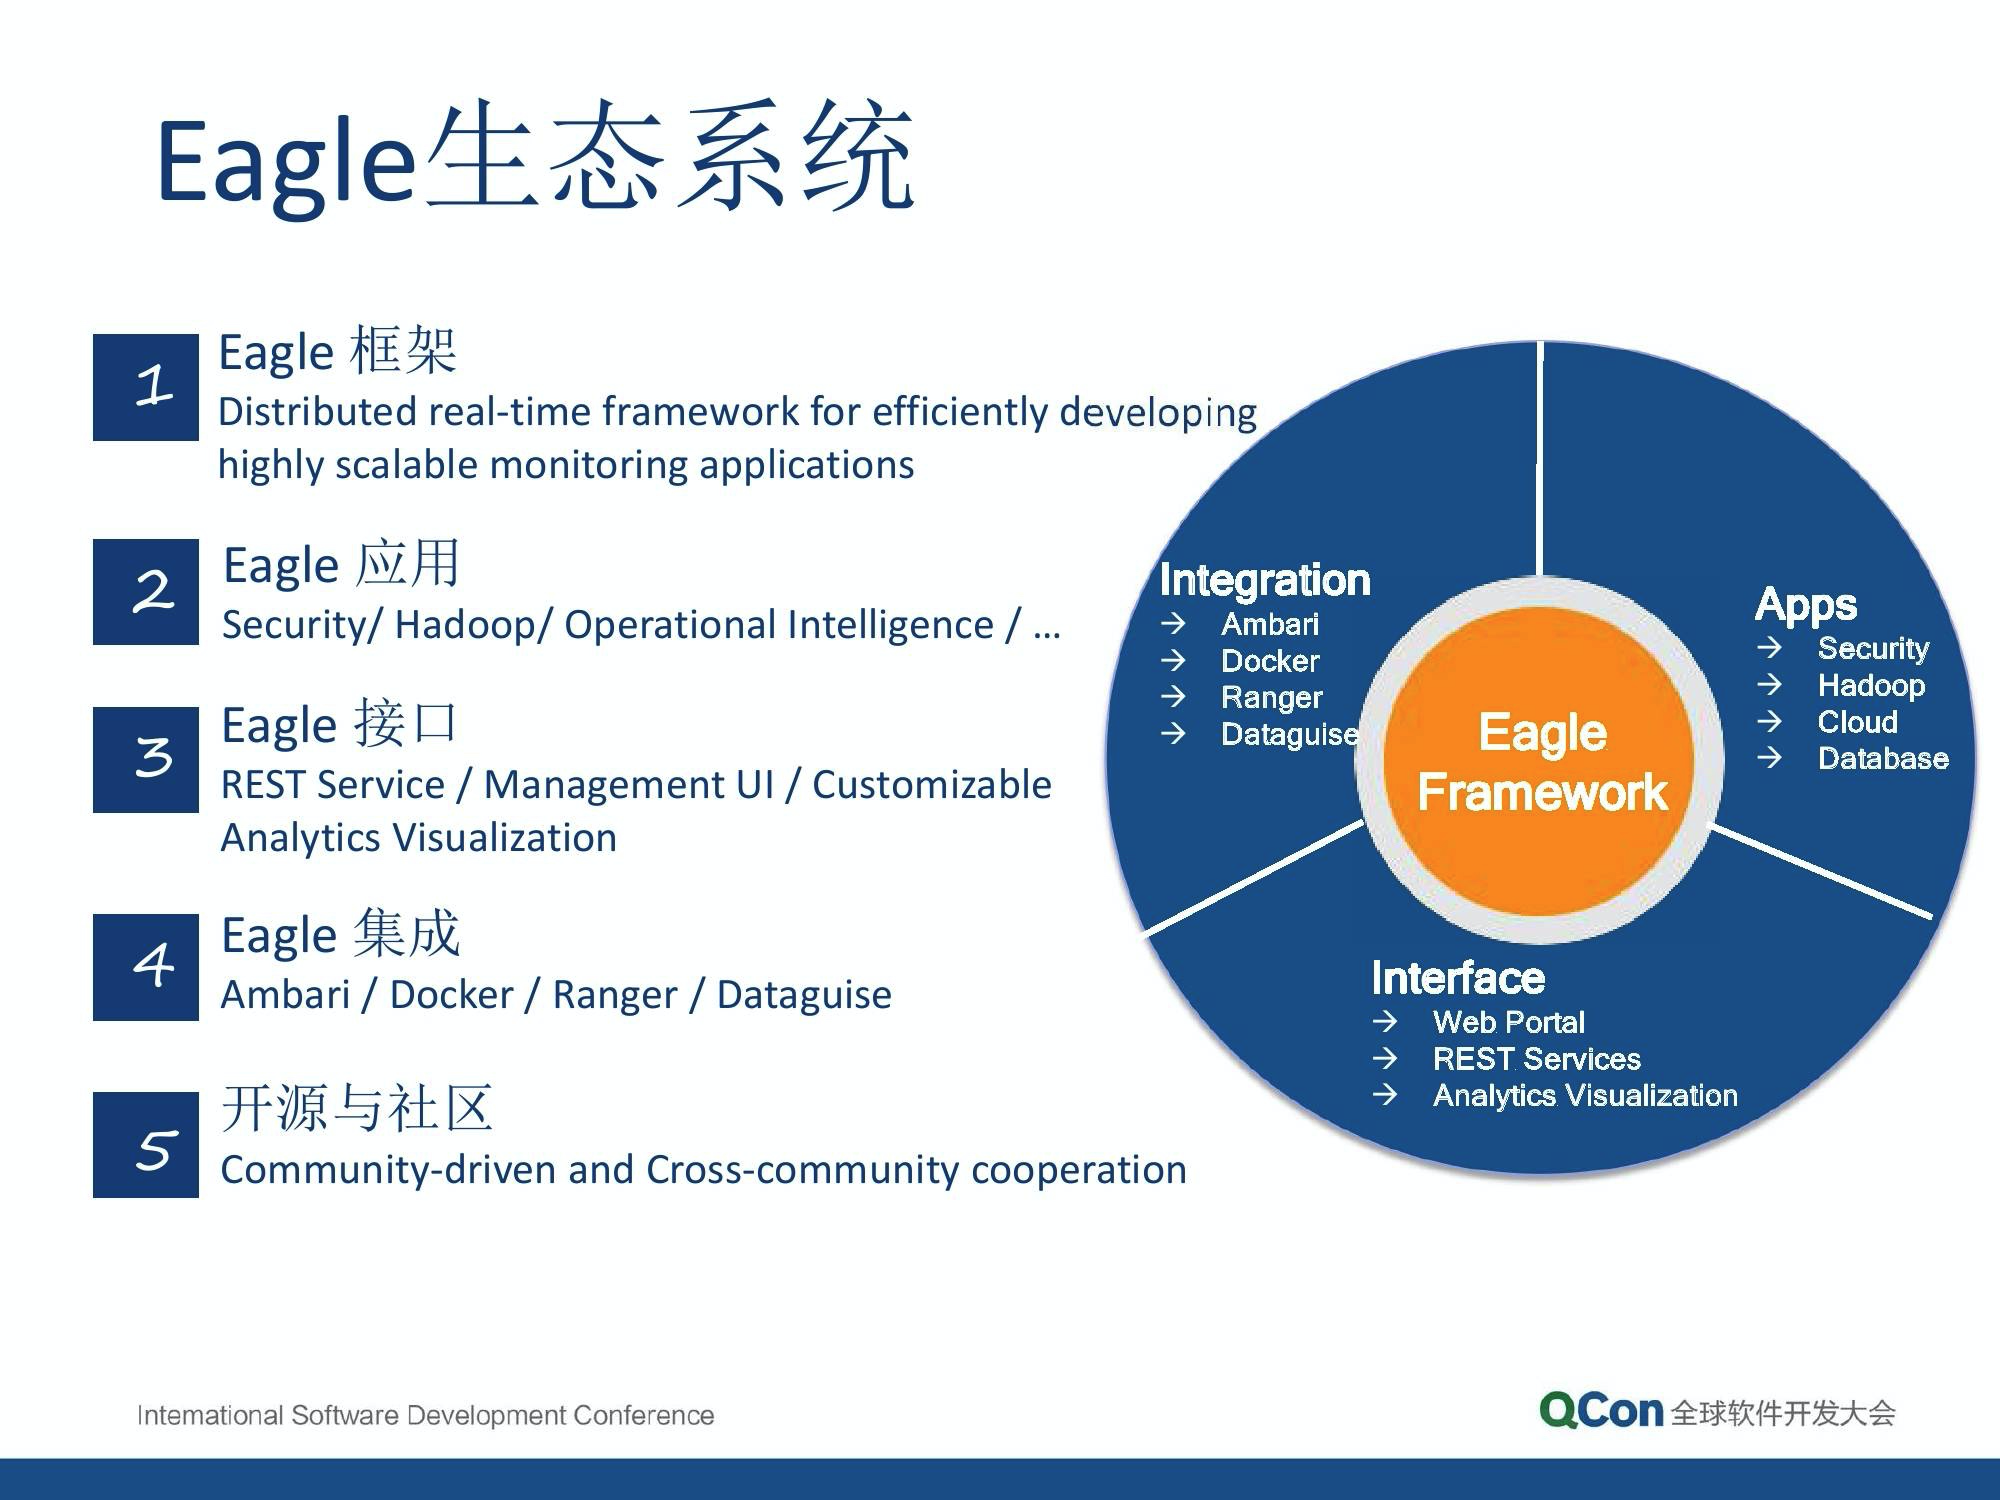 Eagle生态系统
1
Eagle 框架
Distributed real-time framework for efficiently developing
highly scalable monitoring applications
2
Eagle 应用
Security/ Hadoop/ Operational Intelligence / ...
3
Eagle 接口
REST Service / Management UI / Customizable
Analytics Visualization
4
Eagle 集成
Ambari / Docker / Ranger / Dataguise
5
开源与社区
Community-driven and Cross-community cooperation
Integration
→ Ambari
→ Docker
→ Ranger
→ Dataguise
Apps
→ Security
→ Hadoop
→ Cloud
→ Database
Eagle
Framework
Interface
→ Web Portal
→ REST Services
→ Analytics Visualization
International Software Development Conference
QCon 全球软件开发大会